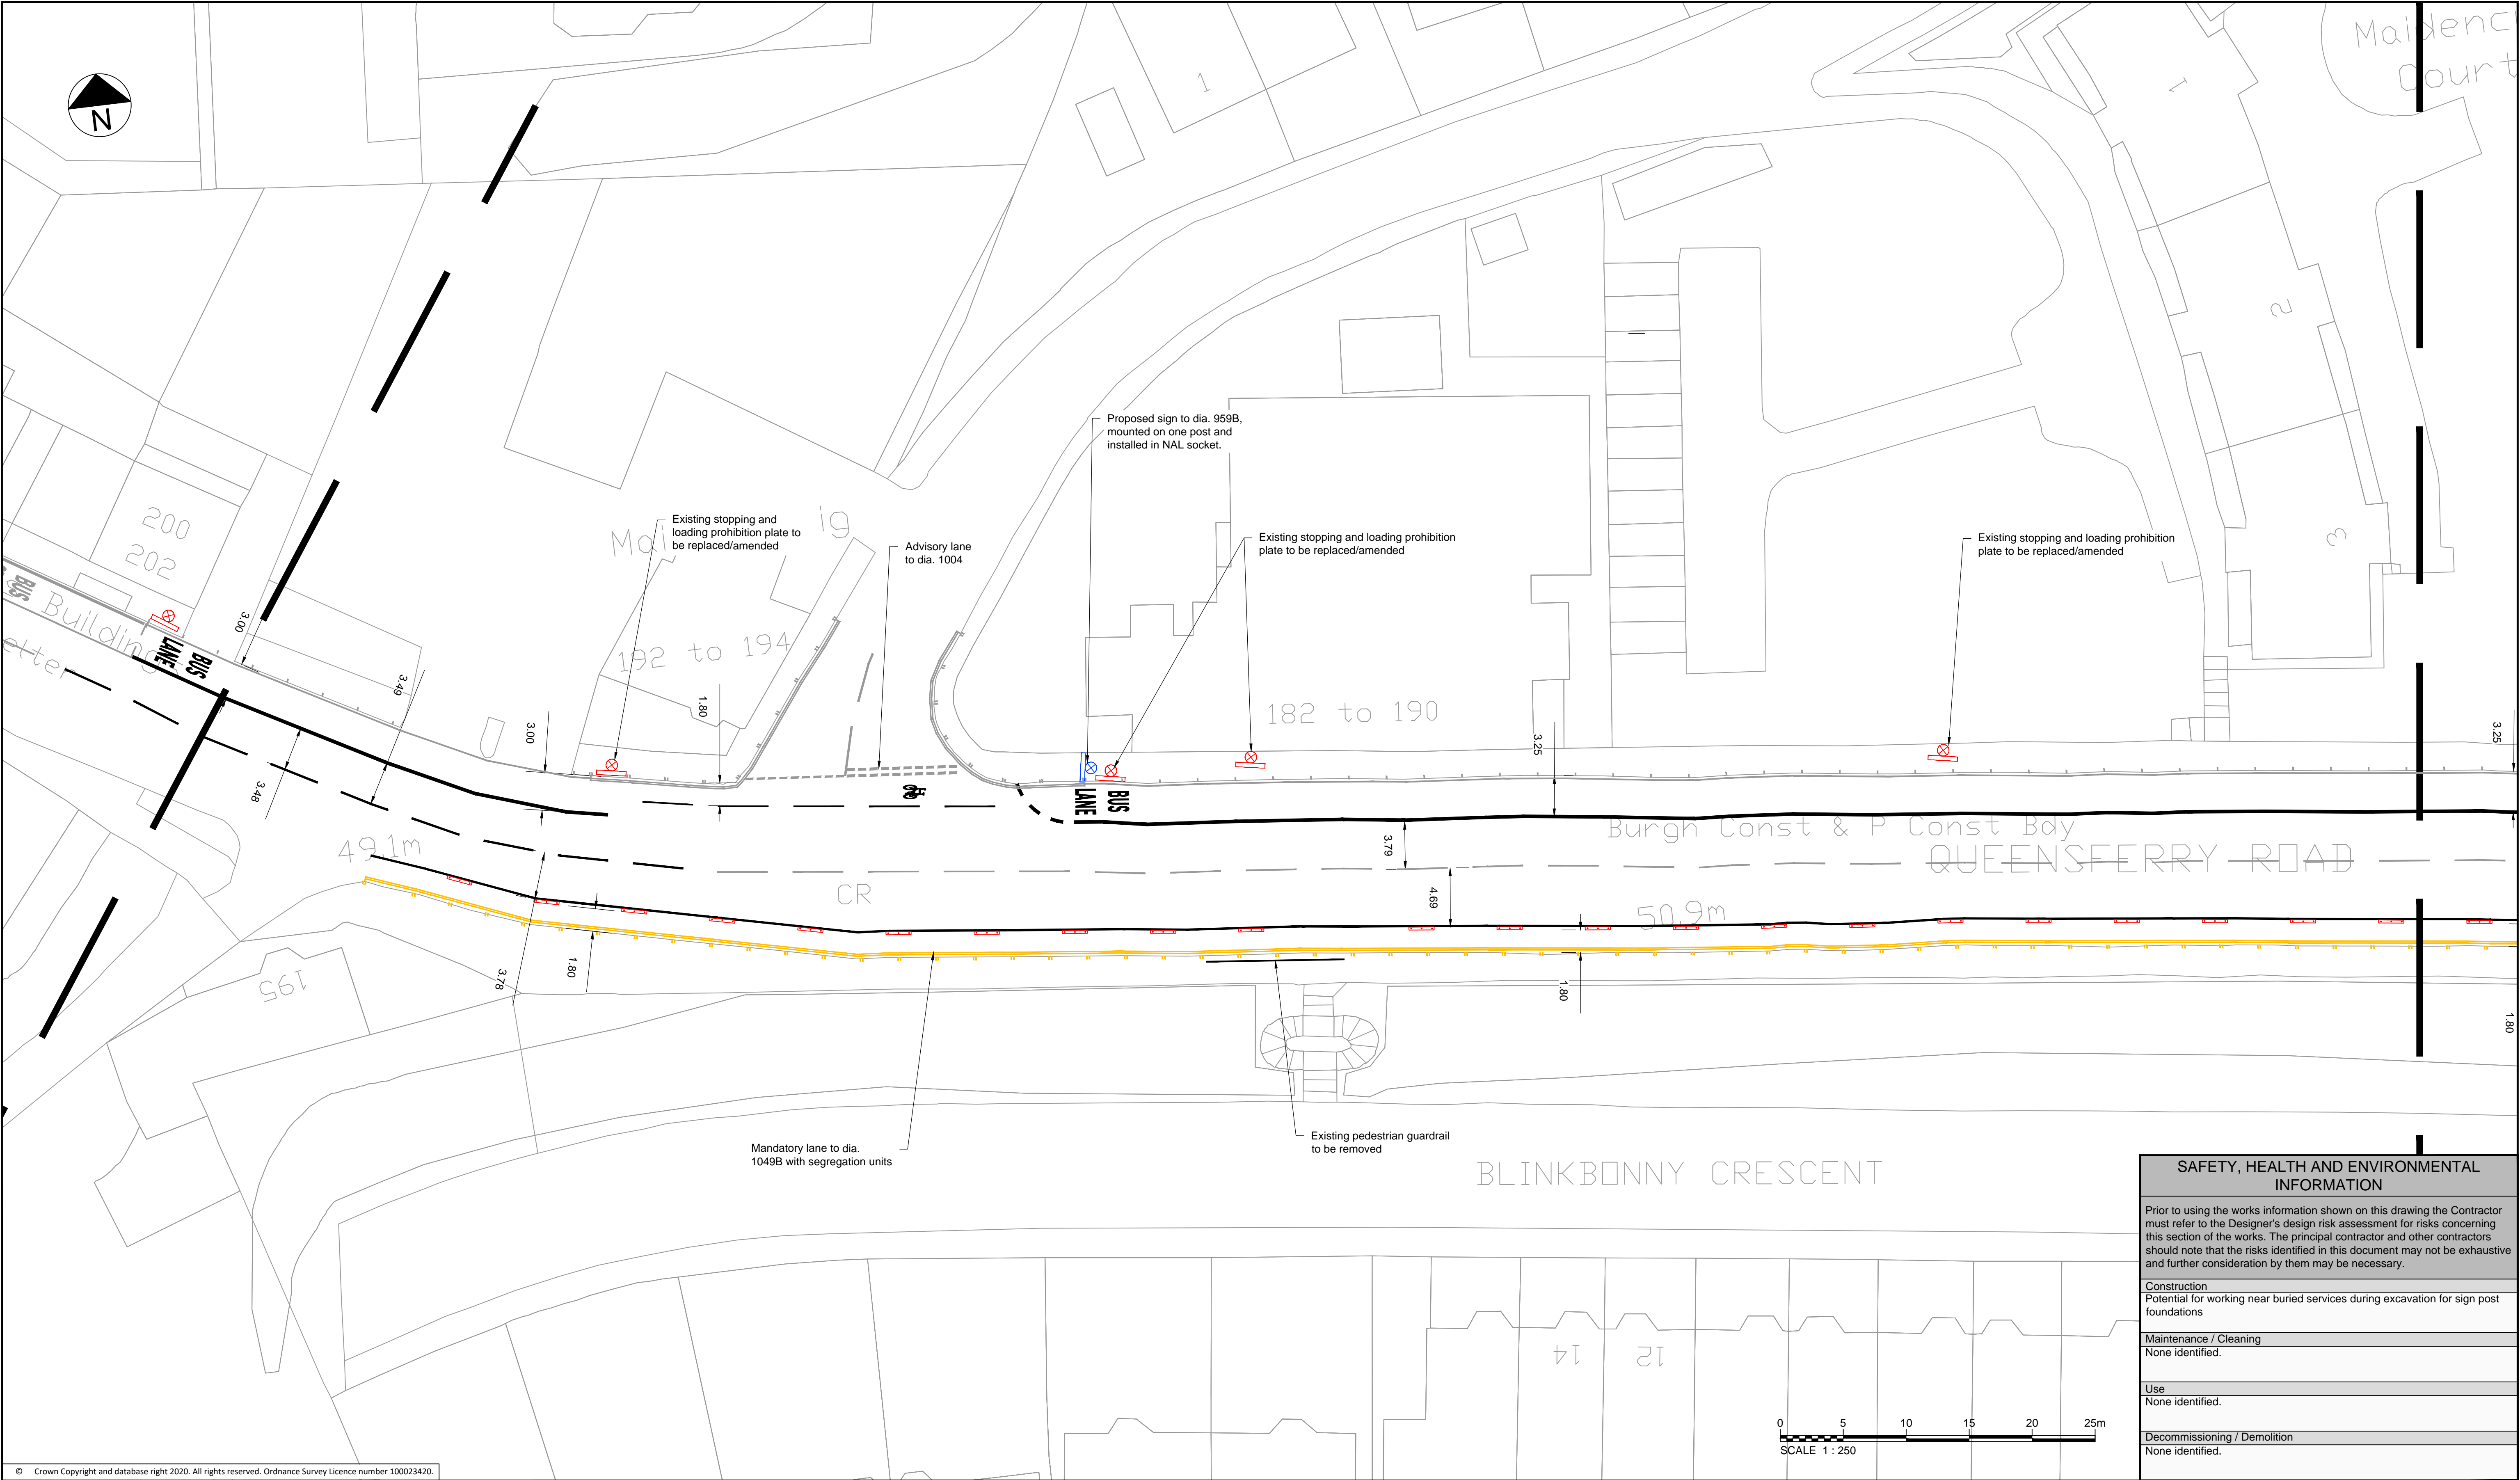 Maidenc
Court
N
1
1
2
3
Proposed sign to dia. 959B,
mounted on one post and
installed in NAL socket.
Existing stopping and
loading prohibition plate to
be replaced/amended
Advisory lane
to dia. 1004
Existing stopping and loading prohibition
plate to be replaced/amended
Existing stopping and loading prohibition
plate to be replaced/amended
Mai
ig
200
202
BUS
Buildings
etter
BUS
LANE
3.00
3.49
3.48
192 to 194
1.80
3.00
182 to 190
3.25
3.25
BUS
LANE
Burgh Const & P Const Bdy
QUEENSFERRY ROAD
49.1m
CR
3.79
4.69
50.9m
195
3.78
1.80
1.80
1.80
Mandatory lane to dia.
1049B with segregation units
Existing pedestrian guardrail
to be removed
BLINKBONNY CRESCENT
14
12
SAFETY, HEALTH AND ENVIRONMENTAL
INFORMATION
Prior to using the works information shown on this drawing the Contractor
must refer to the Designer's design risk assessment for risks concerning
this section of the works. The principal contractor and other contractors
should note that the risks identified in this document may not be exhaustive
and further consideration by them may be necessary.
Construction
Potential for working near buried services during excavation for sign post
foundations
Maintenance / Cleaning
None identified.
Use
None identified.
Decommissioning / Demolition
None identified.
0 5 10 15 20 25m
SCALE 1 : 250
© Crown Copyright and database right 2020. All rights reserved. Ordnance Survey Licence number 100023420.